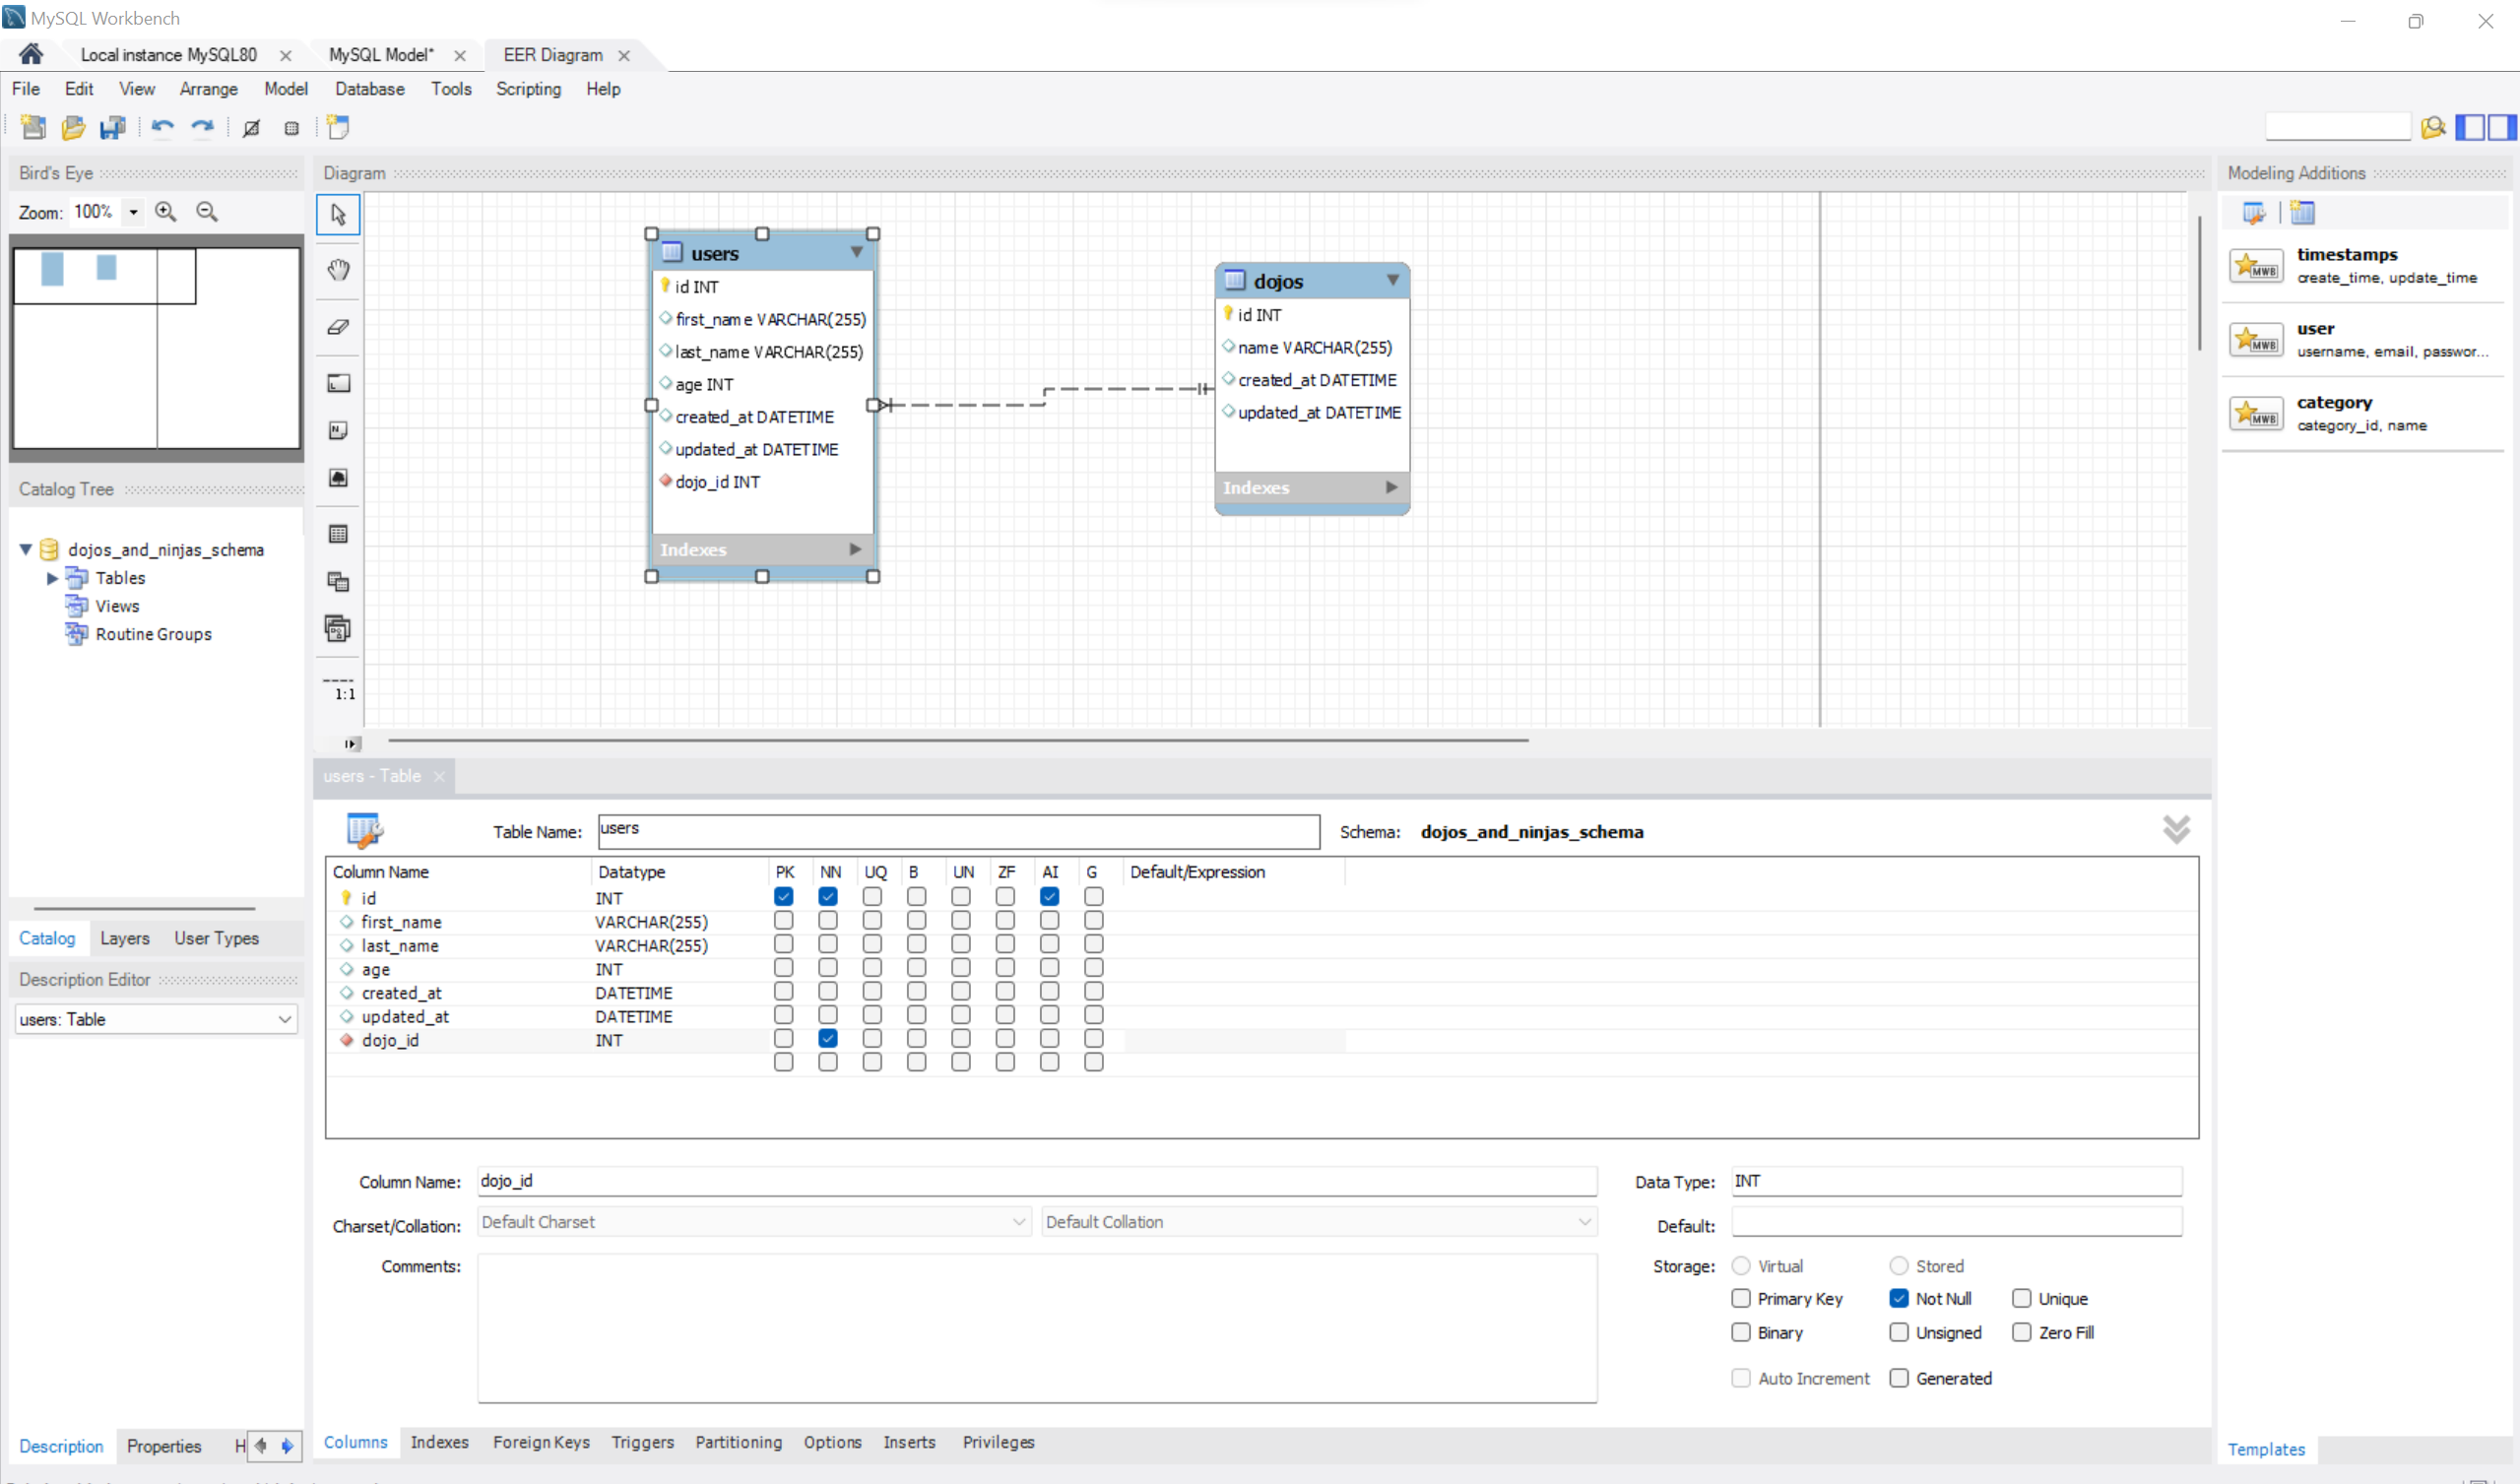 MySQL Workbench
Local instance MySQL80
MySQL Model*
EER Diagram
File Edit View Arrange Model Database Tools Scripting Help
Bird's Eye
Zoom: 100%
Diagram
users
id INT
first_name VARCHAR(255)
last_name VARCHAR(255)
age INT
created_at DATETIME
updated_at DATETIME
dojo_id INT
Indexes
dojos
id INT
name VARCHAR(255)
created_at DATETIME
updated_at DATETIME
Indexes
1:1
Modeling Additions
MWB
timestamps
create_time, update_time
MWB
user
username, email, passwor...
MWB
category
category_id, name
Templates
Catalog Tree
dojos_and_ninjas_schema
Tables
Views
Routine Groups
Catalog Layers User Types
Description Editor
users: Table
Description Properties H
users - Table
Table Name: users Schema: dojos_and_ninjas_schema
Column Name Datatype PK NN UQ B UN ZF AI G Default/Expression
id INT
first_name VARCHAR(255)
last_name VARCHAR(255)
age INT
created_at DATETIME
updated_at DATETIME
dojo_id INT
Column Name: dojo_id
Charset/Collation: Default Charset Default Collation
Comments:
Data Type: INT
Default:
Storage: Virtual Stored
Primary Key Not Null Unique
Binary Unsigned Zero Fill
Auto Increment Generated
Columns Indexes Foreign Keys Triggers Partitioning Options Inserts Privileges